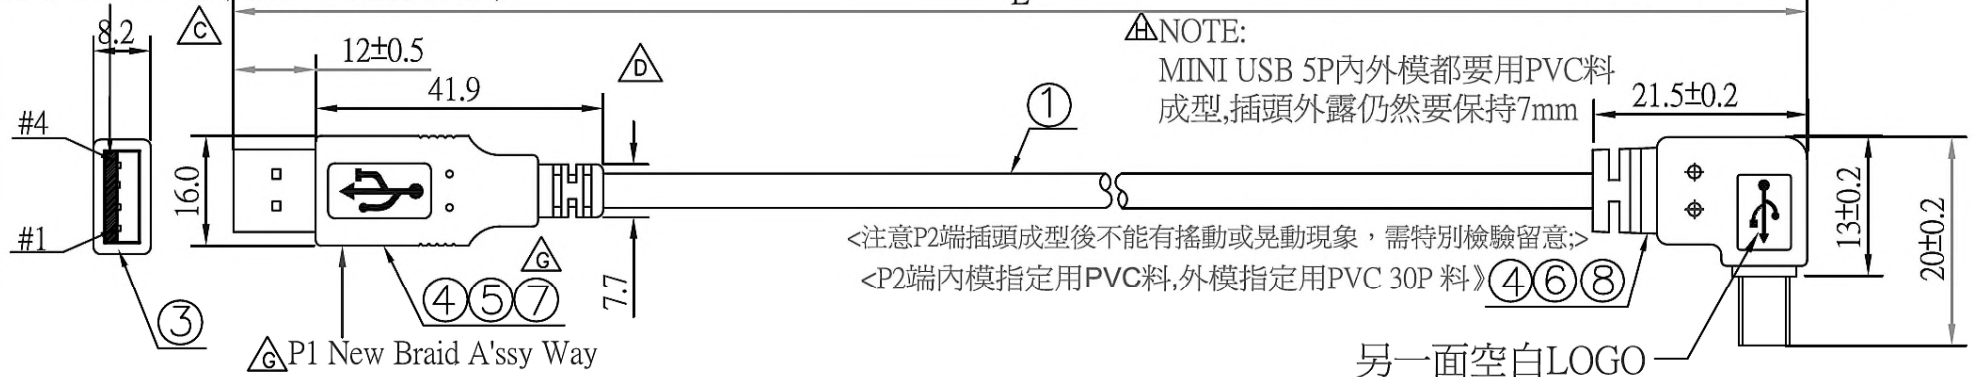 L
8.2
C
12±0.5
D
H NOTE:
MINI USB 5P內外模都要用PVC料
成型,插頭外露仍然要保持7mm
41.9
①
21.5±0.2
#4
#1
16.0
7.7
13±0.2
20±0.2
<注意P2端插頭成型後不能有搖動或晃動現象，需特別檢驗留意;>
<P2端內模指定用PVC料,外模指定用PVC 30P 料》④⑥⑧
G
④⑤⑦
③
G P1 New Braid A'ssy Way
另一面空白LOGO